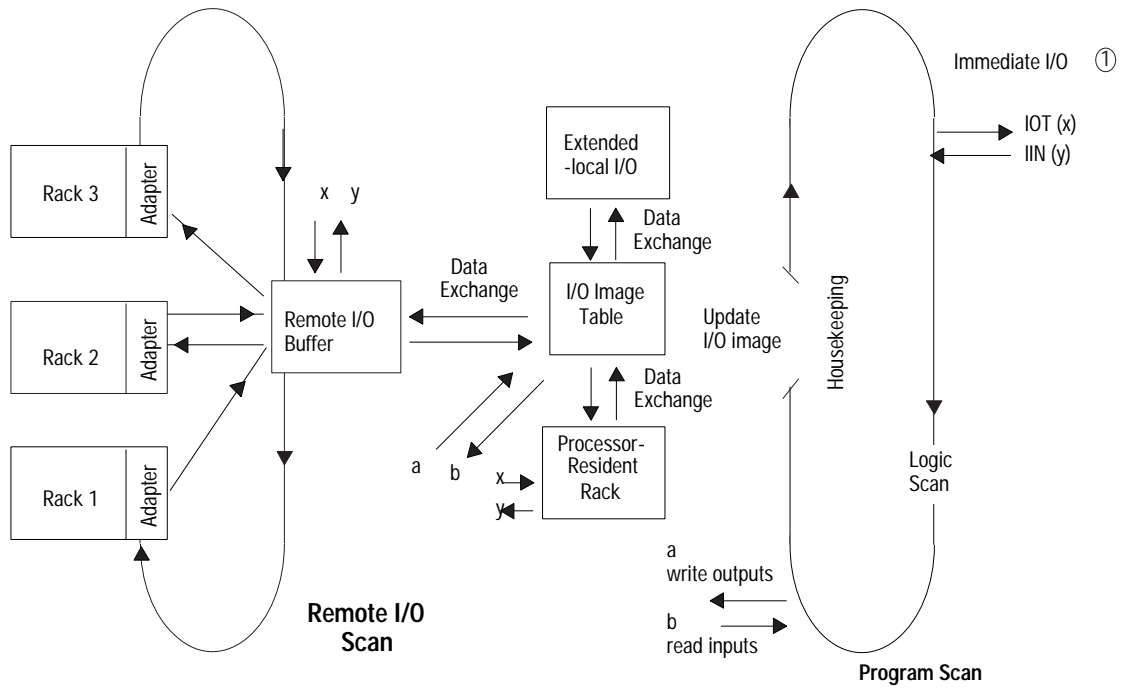 Immediate I/O ①
IOT (x)
IIN (y)
Extended
-local I/O
Rack 3
Adapter
x y
Data
Exchange
Data
Exchange
I/O Image
Table
Remote I/O
Buffer
Update
I/O image
Housekeeping
Rack 2
Adapter
Data
Exchange
Processor-
Resident
Rack
a
b
x
y
Logic
Scan
Rack 1
Adapter
a
write outputs
b
read inputs
Remote I/O
Scan
Program Scan